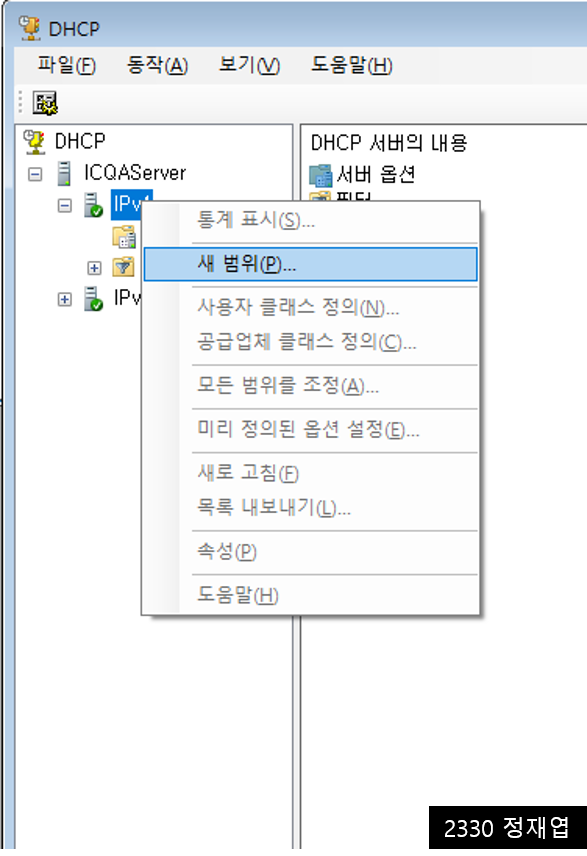 DHCP
파일(F) 동작(A) 보기(V) 도움말(H)
DHCP
ICQAServer
IPv4
IPv
DHCP 서버의 내용
서버 옵션
통계 표시(S)...
새 범위(P)...
사용자 클래스 정의(N)...
공급업체 클래스 정의(C)...
모든 범위를 조정(A)...
미리 정의된 옵션 설정(E)...
새로 고침(F)
목록 내보내기(L)...
속성(P)
도움말(H)
2330 정재엽